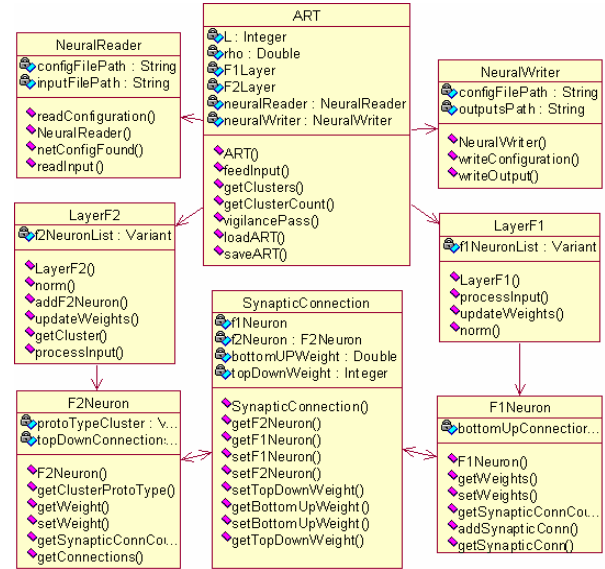 ART
L : Integer
rho : Double
F1Layer
F2Layer
neuralReader : NeuralReader
neuralWriter : NeuralWriter
ART()
feedInput()
getClusters()
getClusterCount()
vigilancePass()
loadART()
saveART()
NeuralReader
configFilePath : String
inputFilePath : String
readConfiguration()
NeuralReader()
netConfigFound()
readInput()
NeuralWriter
configFilePath : String
outputsPath : String
NeuralWriter()
writeConfiguration()
writeOutput()
LayerF2
f2NeuronList : Variant
LayerF2()
norm()
addF2Neuron()
updateWeights()
getCluster()
processInput()
LayerF1
f1NeuronList : Variant
LayerF1()
processInput()
updateWeights()
norm()
SynapticConnection
f1Neuron
f2Neuron : F2Neuron
bottomUPWeight : Double
topDownWeight : Integer
SynapticConnection()
getF2Neuron()
getF1Neuron()
setF1Neuron()
setF2Neuron()
setTopDownWeight()
getBottomUpWeight()
setBottomUpWeight()
getTopDownWeight()
F2Neuron
protoTypeCluster : V...
topDownConnection:...
F2Neuron()
getClusterProtoType()
getWeight()
setWeight()
getSynapticConnCou...
getConnections()
F1Neuron
bottomUpConnectior...
F1Neuron()
getWeights()
setWeights()
getSynapticConnCou...
addSynapticConn()
getSynapticConn()